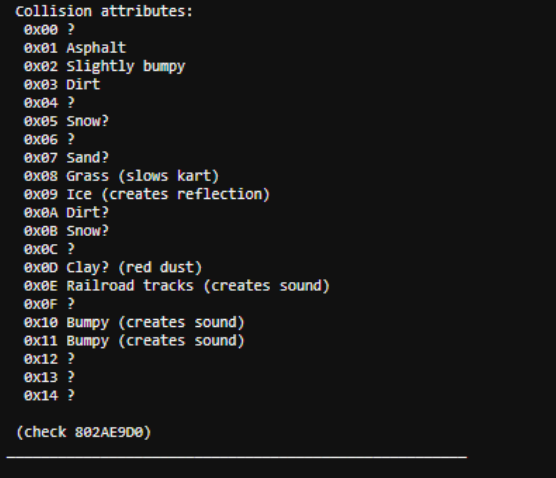 Collision attributes:
0x00 ?
0x01 Asphalt
0x02 Slightly bumpy
0x03 Dirt
0x04 ?
0x05 Snow?
0x06 ?
0x07 Sand?
0x08 Grass (slows kart)
0x09 Ice (creates reflection)
0x0A Dirt?
0x0B Snow?
0x0C ?
0x0D Clay? (red dust)
0x0E Railroad tracks (creates sound)
0x0F ?
0x10 Bumpy (creates sound)
0x11 Bumpy (creates sound)
0x12 ?
0x13 ?
0x14 ?
(check 802AE9D0)